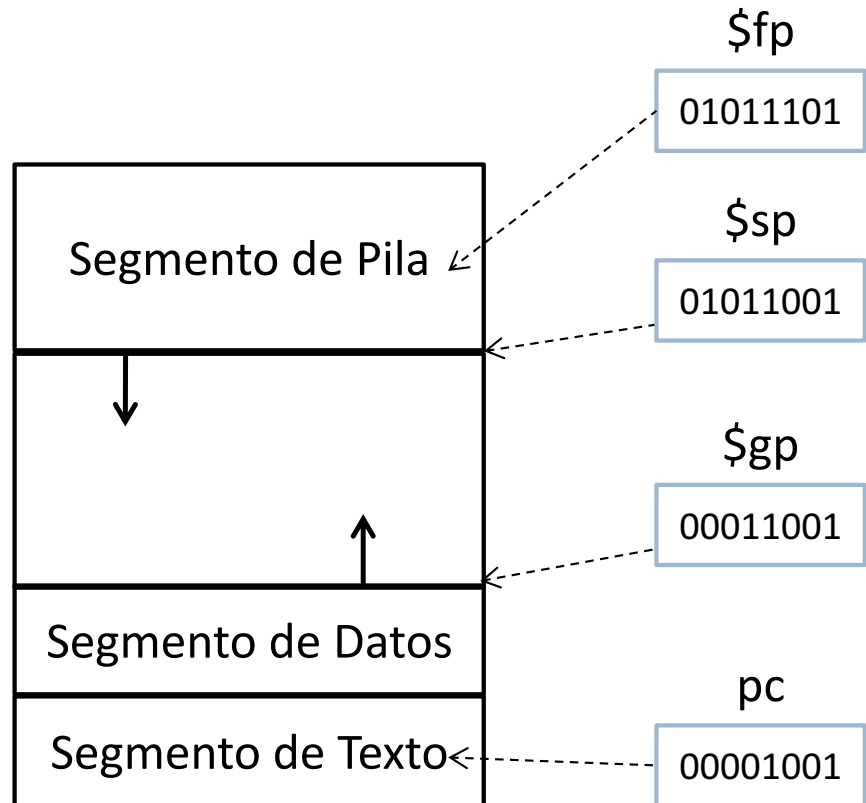 $fp
01011101
Segmento de Pila
$sp
01011001
$gp
00011001
Segmento de Datos
pc
Segmento de Texto
00001001